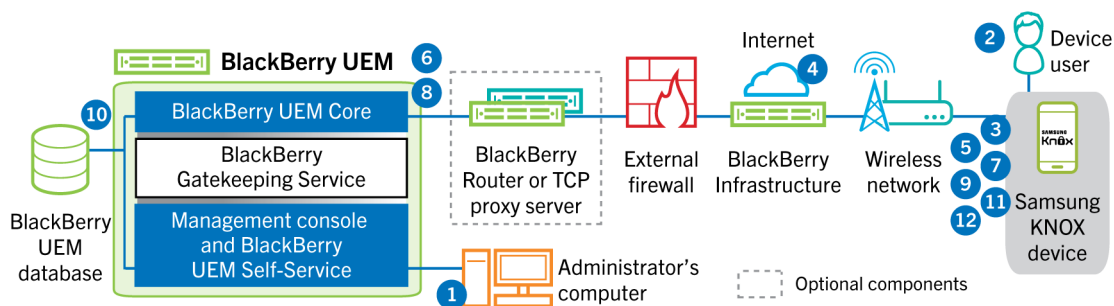 BlackBerry UEM
6
2
Device
user
Internet
4
10
8
BlackBerry UEM Core
BlackBerry
Gatekeeping Service
Management console
and BlackBerry
UEM Self-Service
BlackBerry
UEM
database
BlackBerry
Router or TCP
proxy server
External
firewall
BlackBerry
Infrastructure
Wireless
network
3
5
7
9
11
12
SAMSUNG
Knox
Samsung
KNOX
device
1
Administrator's
computer
Optional components